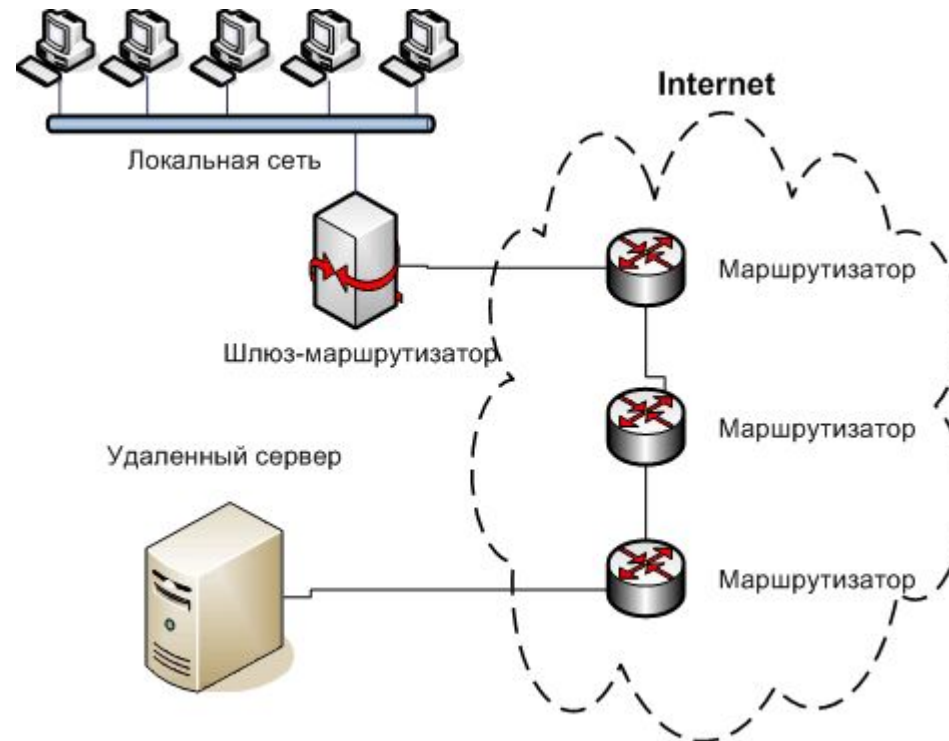 Internet
Локальная сеть
Маршрутизатор
Шлюз-маршрутизатор
Маршрутизатор
Удаленный сервер
Маршрутизатор